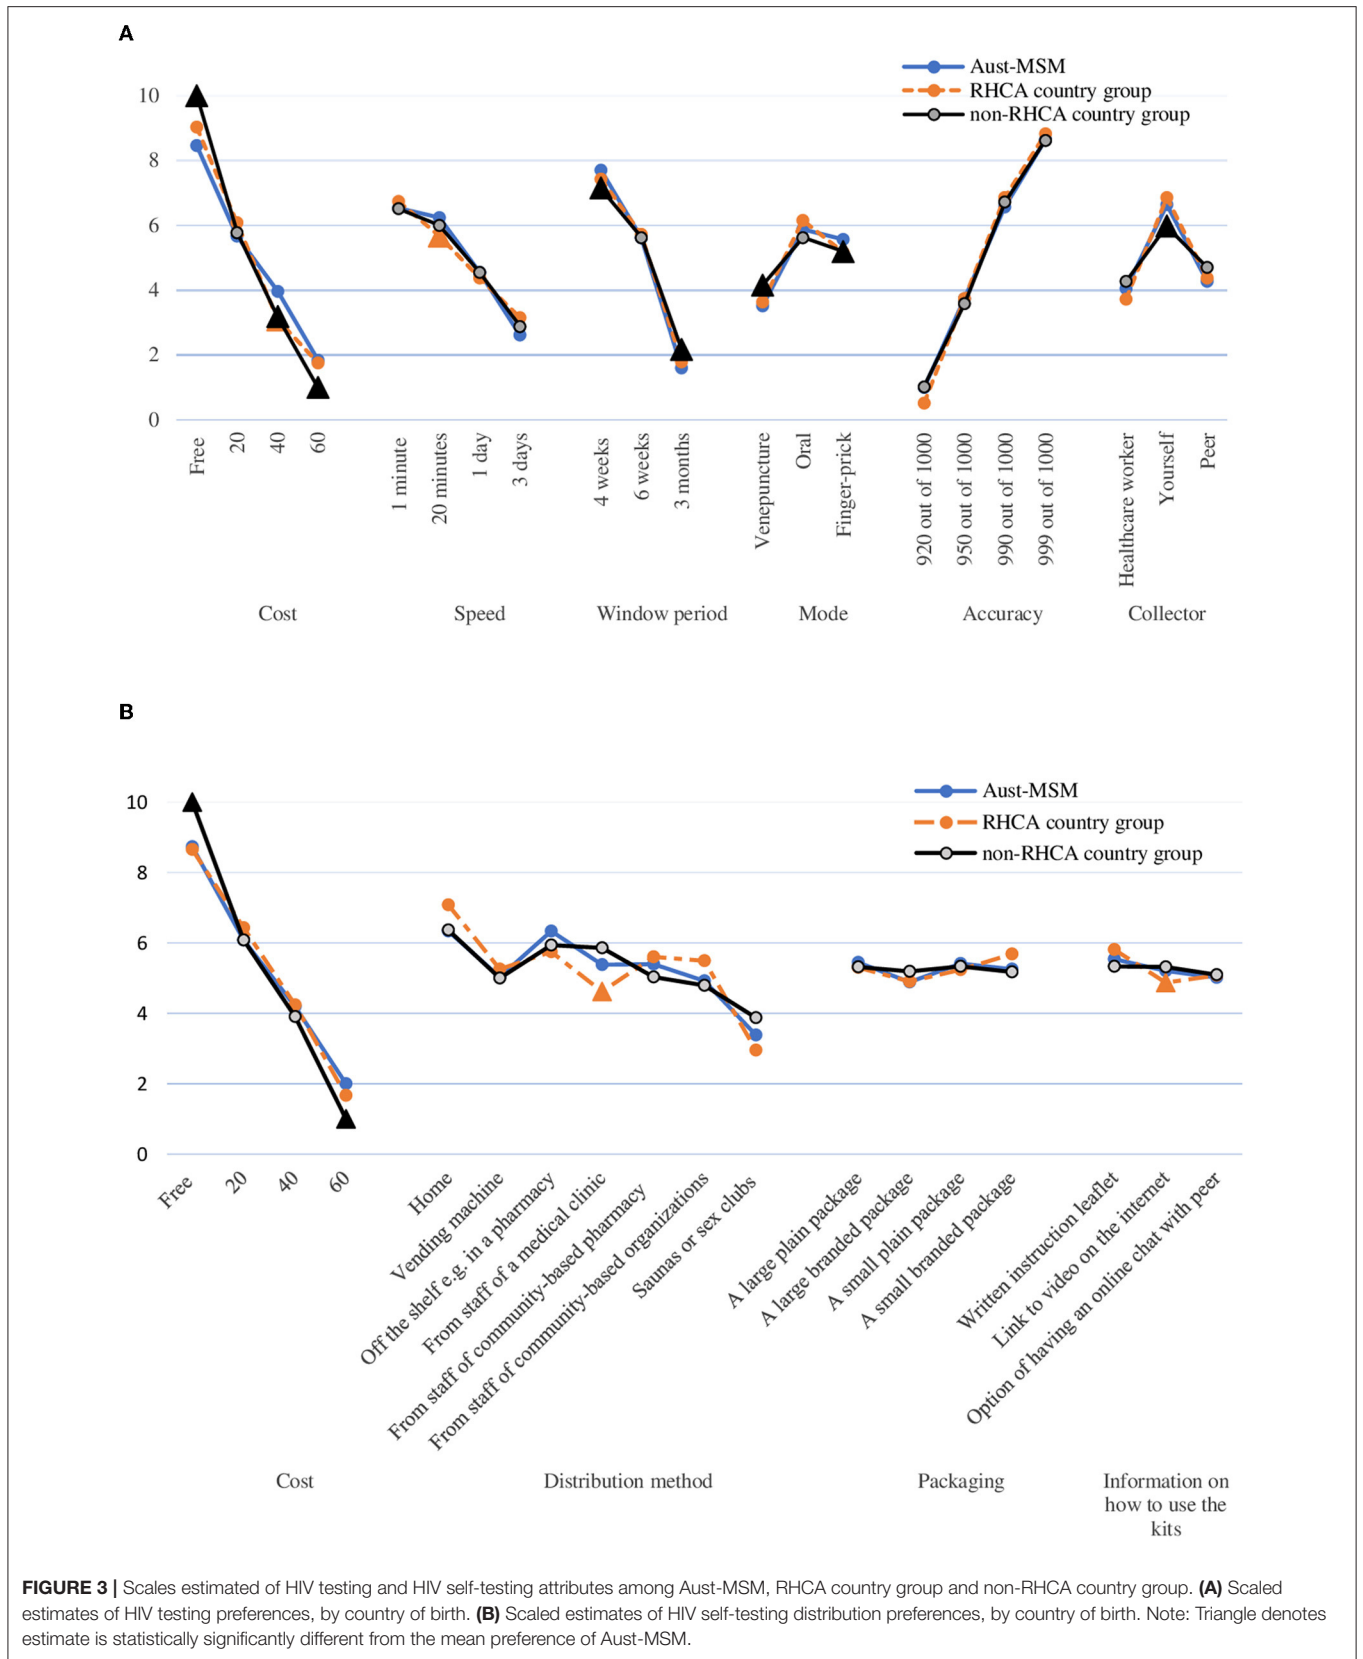 A
Aust-MSM
RHCA country group
non-RHCA country group
10
8
6
4
2
0
Free
20
40
60
1 minute
20 minutes
1 day
3 days
4 weeks
6 weeks
3 months
Venepuncture
Oral
Finger-prick
920 out of 1000
950 out of 1000
990 out of 1000
999 out of 1000
Healthcare worker
Yourself
Peer
Cost
Speed
Window period
Mode
Accuracy
Collector
B
Aust-MSM
RHCA country group
non-RHCA country group
10
8
6
4
2
0
Free
20
40
60
Home
Vending machine
Off the shelf e.g. in a pharmacy
From staff of a medical clinic
From staff of community-based pharmacy
From staff of community-based organizations
Saunas or sex clubs
A large plain package
A large branded package
A small plain package
A small branded package
Written instruction leaflet
Link to video on the internet
Option of having an online chat with peer
Cost
Distribution method
Packaging
Information on
how to use the
kits
FIGURE 3 | Scales estimated of HIV testing and HIV self-testing attributes among Aust-MSM, RHCA country group and non-RHCA country group. (A) Scaled
estimates of HIV testing preferences, by country of birth. (B) Scaled estimates of HIV self-testing distribution preferences, by country of birth. Note: Triangle denotes
estimate is statistically significantly different from the mean preference of Aust-MSM.